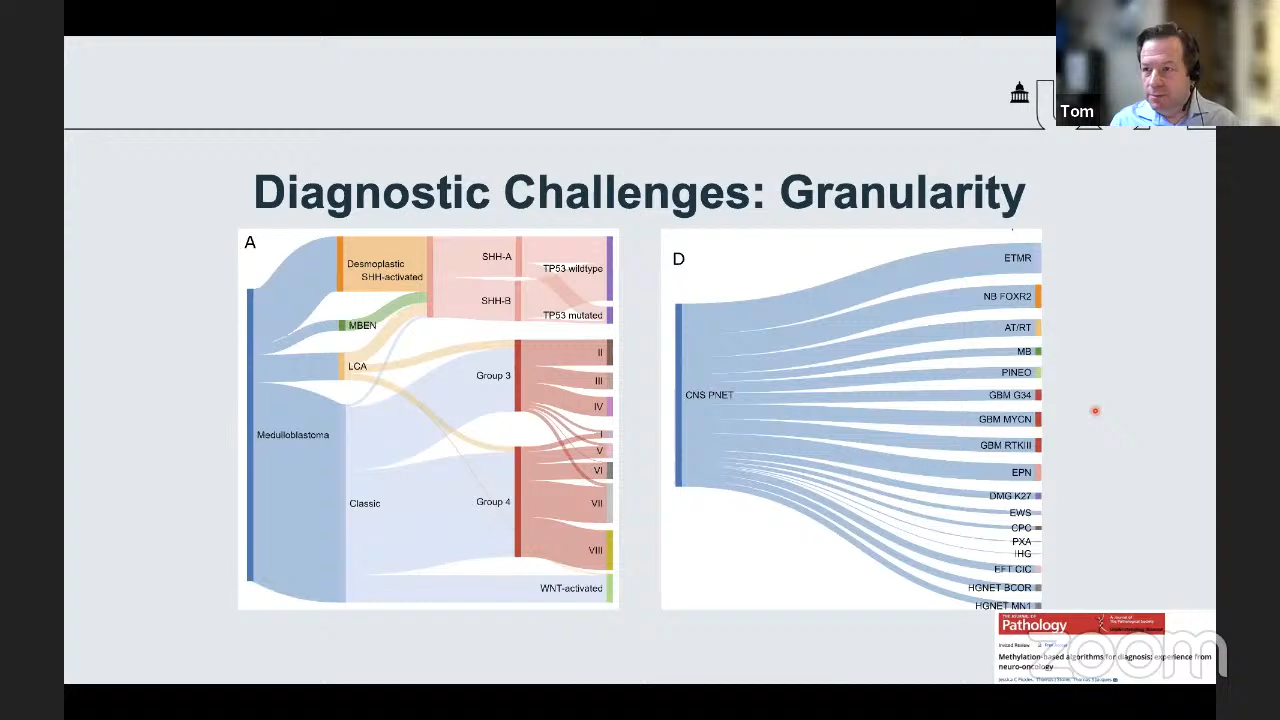 Tom
Diagnostic Challenges: Granularity
A
Desmoplastic
SHH-activated
MBEN
LCA
Medulloblastoma
Classic
SHH-A
SHH-B
Group 3
Group 4
TP53 wildtype
TP53 mutated
II
III
IV
I
V
VI
VII
VIII
WNT-activated
D
CNS PNET
ETMR
NB FOXR2
AT/RT
MB
PINEO
GBM G34
GBM MYCN
GBM RTKIII
EPN
DMG K27
EWS
CPC
PXA
IHG
EFT CIC
HGNET BCOR
HGNET MN1
Pathology
Invited Review
Methylation-based algorithms for diagnosis: experience from
neuro-oncology
zoom